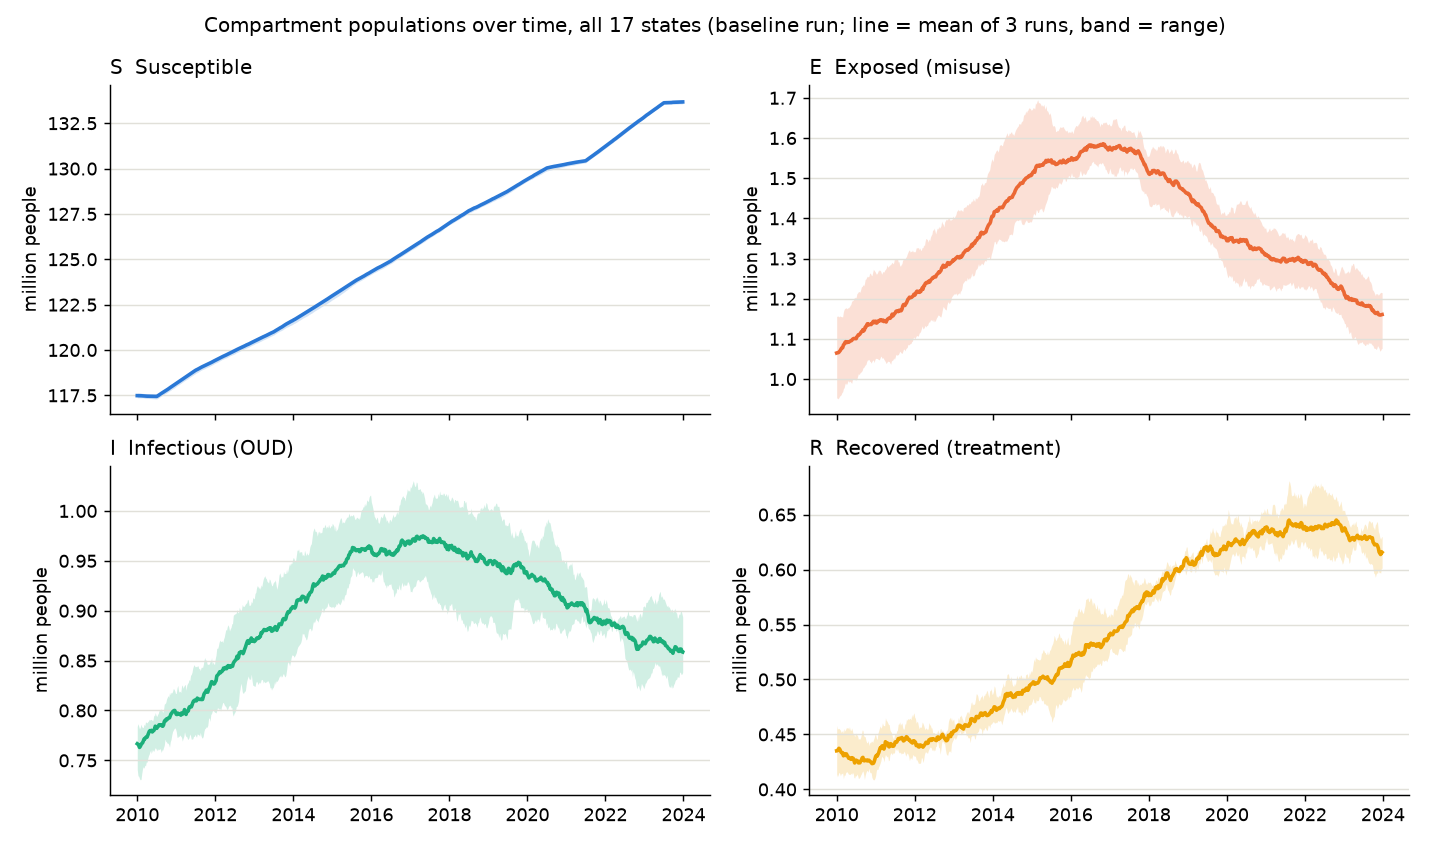 Compartment populations over time, all 17 states (baseline run; line = mean of 3 runs, band = range)
S  Susceptible
132.5
130.0
127.5
125.0
122.5
120.0
117.5
million people
E  Exposed (misuse)
1.7
1.6
1.5
1.4
1.3
1.2
1.1
1.0
million people
I  Infectious (OUD)
1.00
0.95
0.90
0.85
0.80
0.75
million people
2010 2012 2014 2016 2018 2020 2022 2024
R  Recovered (treatment)
0.65
0.60
0.55
0.50
0.45
0.40
million people
2010 2012 2014 2016 2018 2020 2022 2024